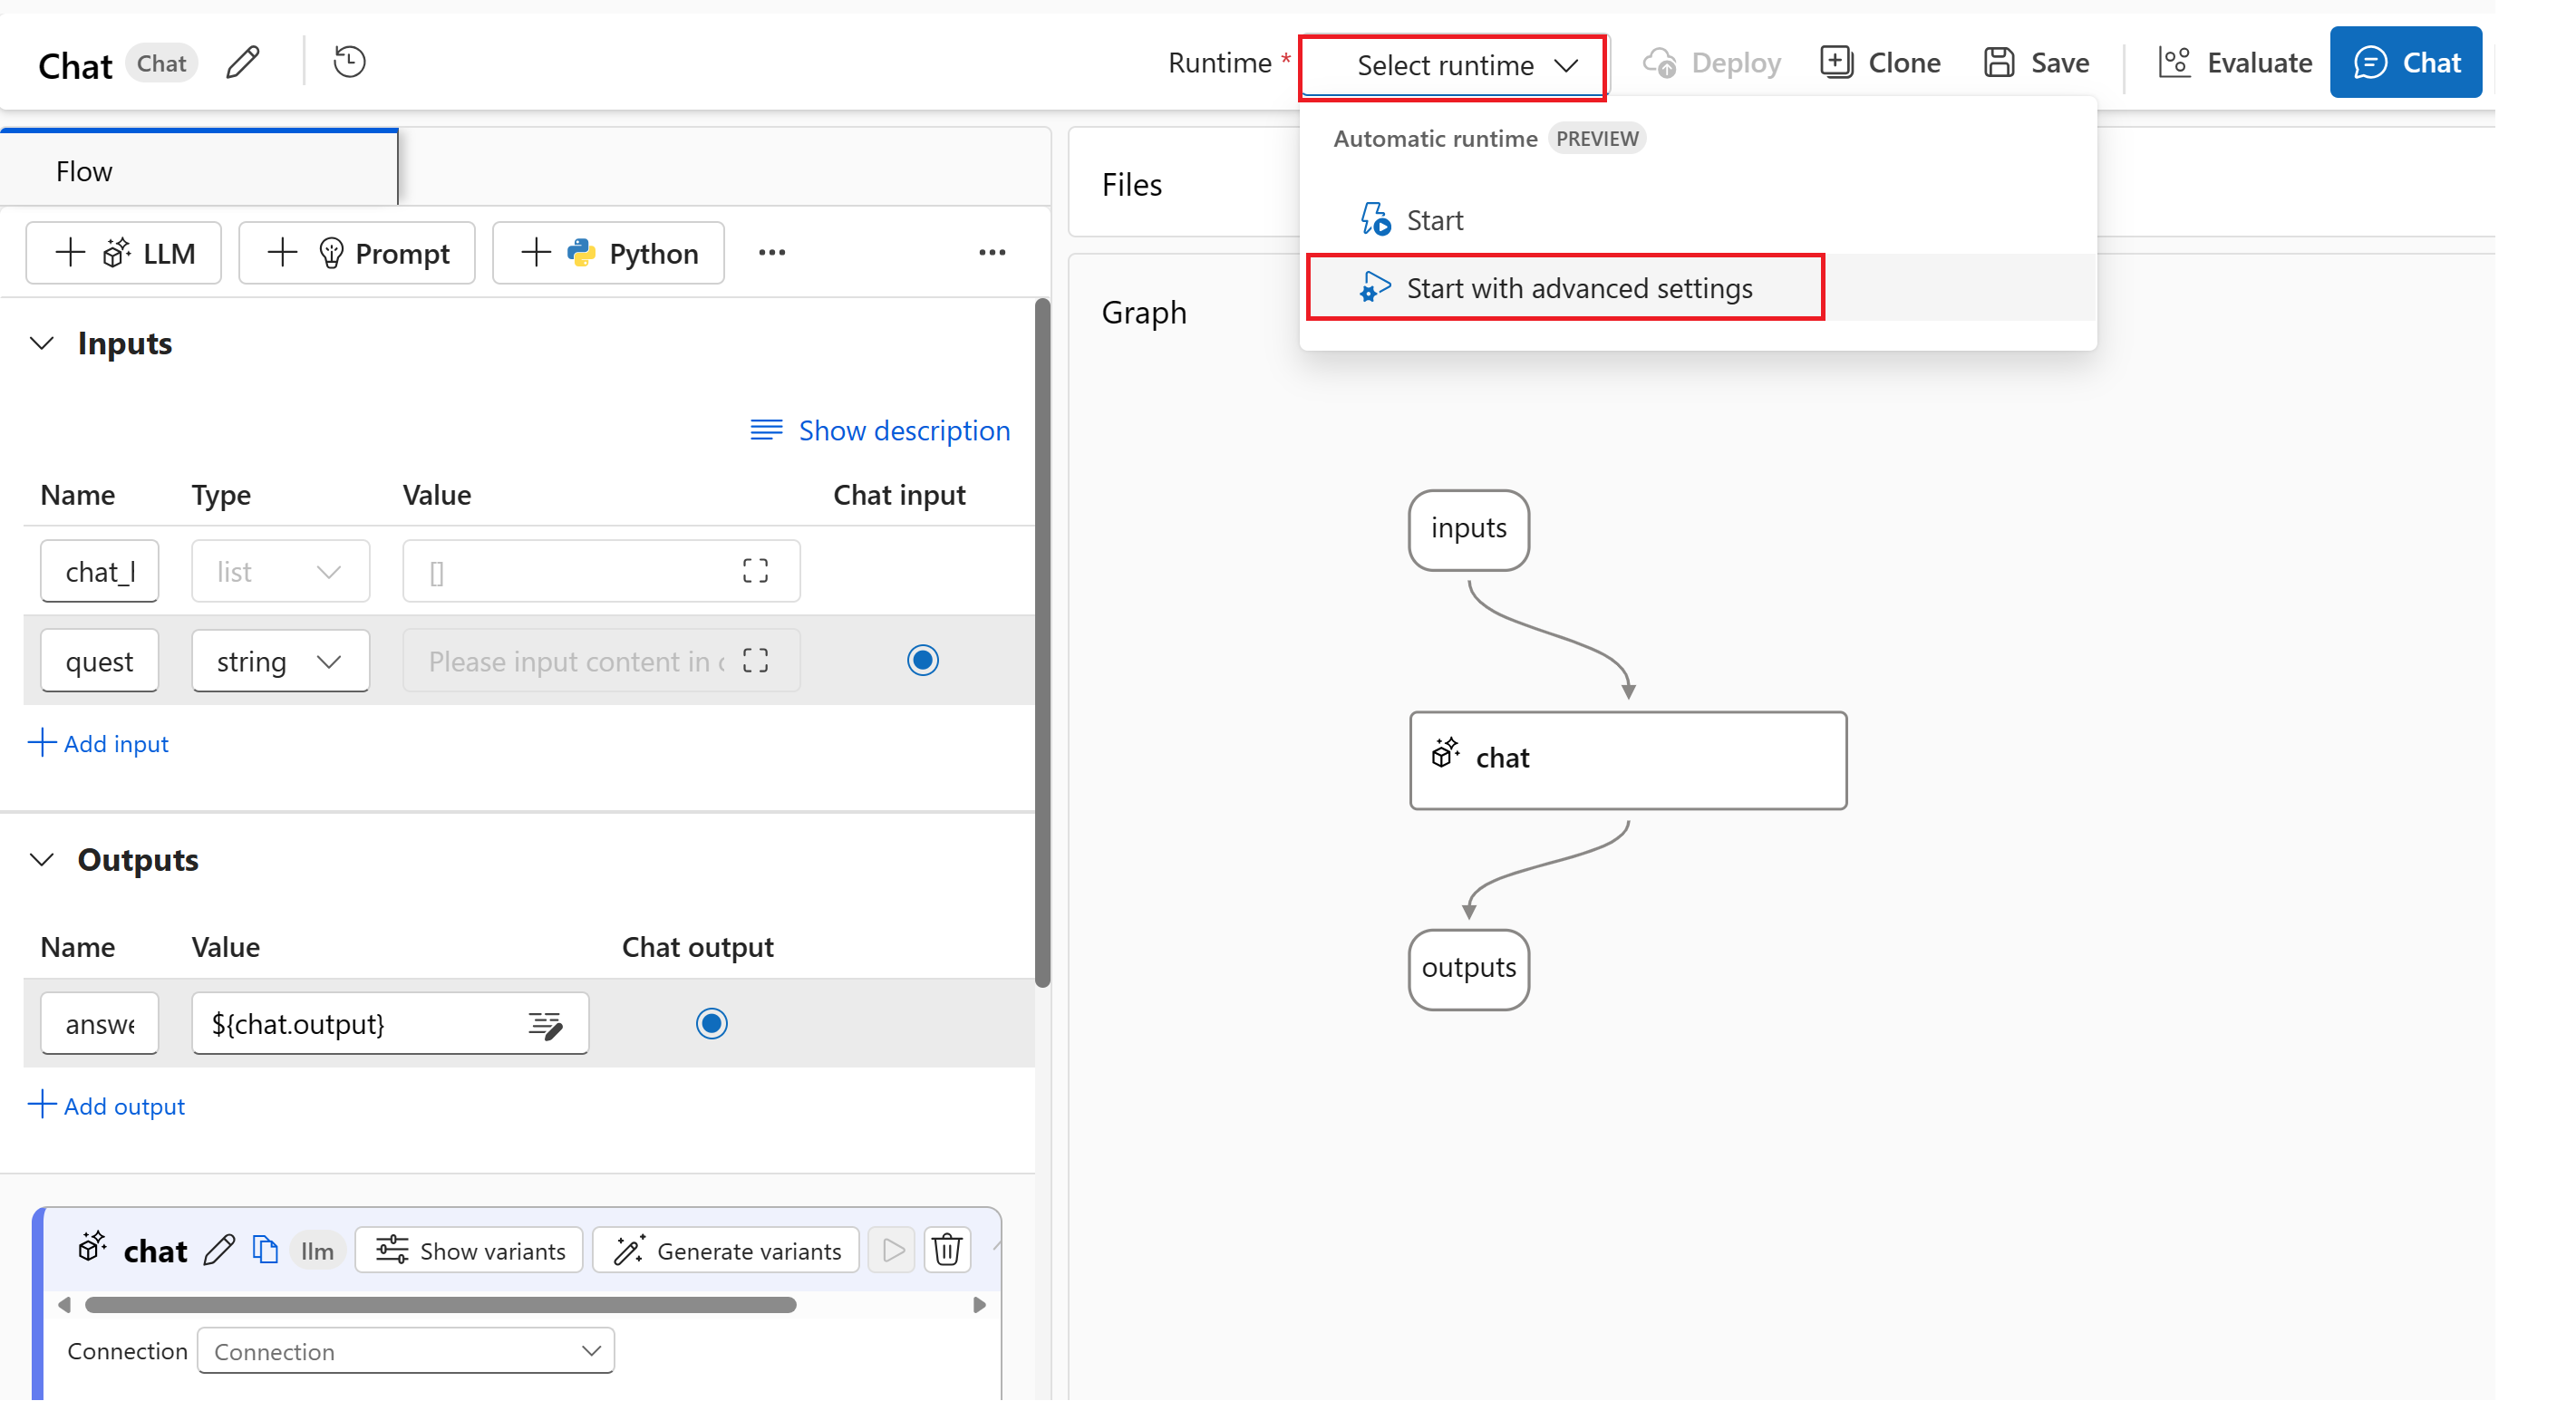 Chat Chat
Runtime * Select runtime Deploy Clone Save Evaluate Chat
Automatic runtime PREVIEW
Start
Start with advanced settings
Flow
LLM Prompt Python
Inputs
Show description
Name Type Value Chat input
chat_l list []
quest string Please input content in c
Add input
Outputs
Name Value Chat output
answe ${chat.output}
Add output
chat llm Show variants Generate variants
Connection Connection
Files
Graph
inputs
chat
outputs